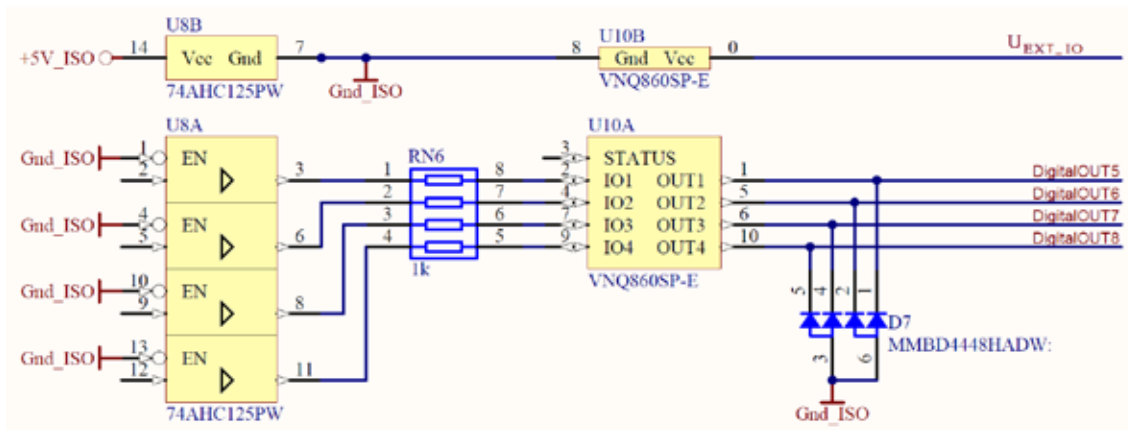 U8B
+5V_ISO 14 Vcc Gnd 7
74AHC125PW
Gnd_ISO
U10B
8 Gnd Vcc 0
VNQ860SP-E
U_EXT_IO
U8A
Gnd_ISO 1 EN
2 3
Gnd_ISO 4 EN
5 6
Gnd_ISO 10 EN
9 8
Gnd_ISO 13 EN
12 11
74AHC125PW
RN6
1 8
2 7
3 6
4 5
1k
U10A
3 STATUS
2 IO1 OUT1 1
4 IO2 OUT2 5
7 IO3 OUT3 6
9 IO4 OUT4 10
VNQ860SP-E
DigitalOUT5
DigitalOUT6
DigitalOUT7
DigitalOUT8
5 4 2 1
D7
MMBD4448HADW:
3 6
Gnd_ISO